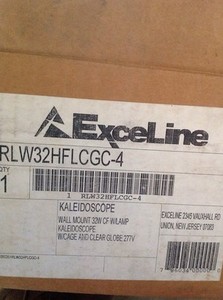 ExceLine
RLW32HFLCGC-4
QTY
1
1 RLW32HFLCGC-4
KALEIDOSCOPE
WALL MOUNT 32W CF W/LAMP
KALEIDOSCOPE
W/CAGE AND CLEAR GLOBE 277V
EXCELINE 2345 VAUXHALL RD
UNION, NEW JERSEY 07083